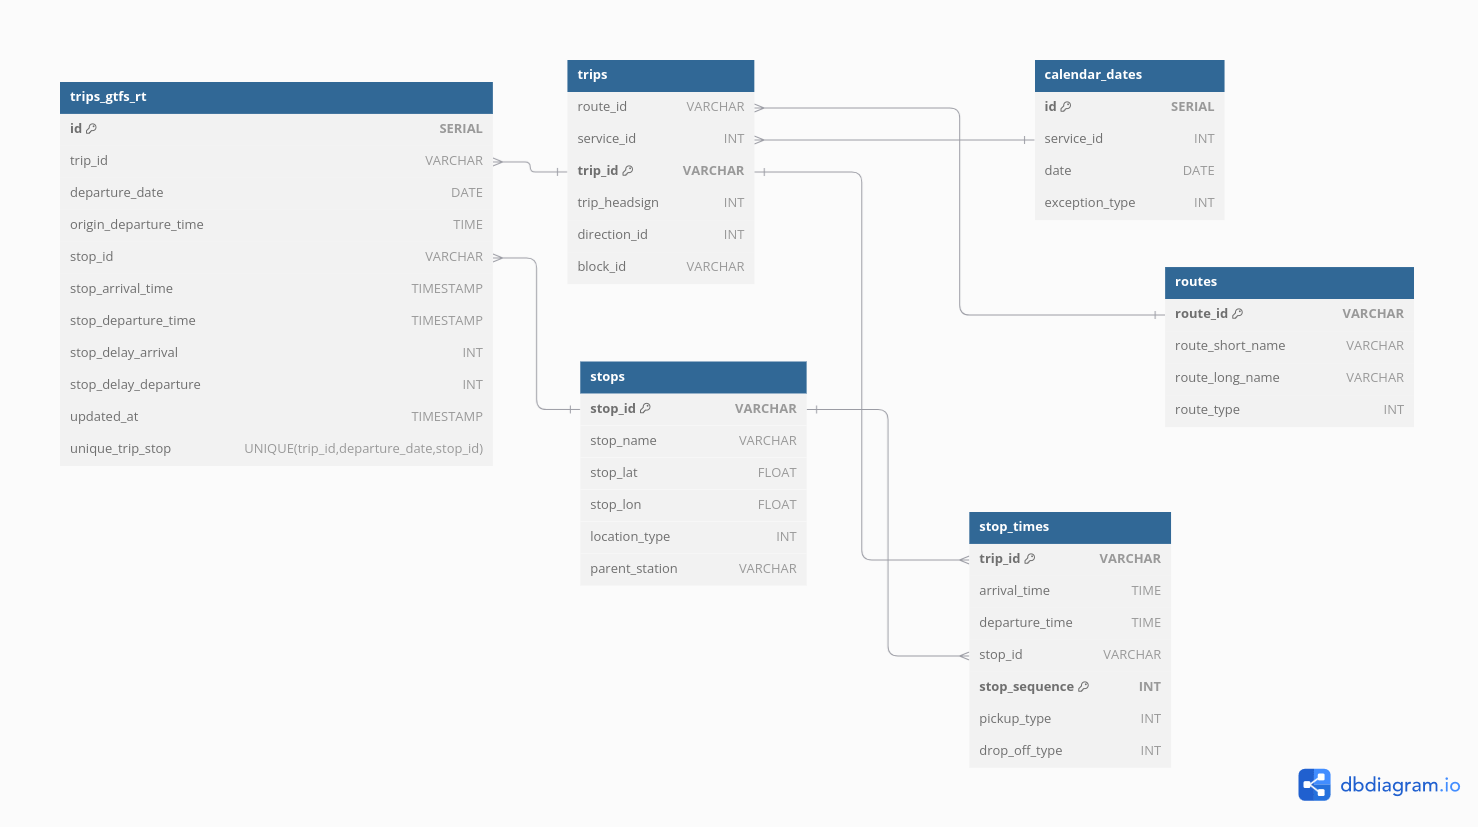 trips_gtfs_rt
id SERIAL
trip_id VARCHAR
departure_date DATE
origin_departure_time TIME
stop_id VARCHAR
stop_arrival_time TIMESTAMP
stop_departure_time TIMESTAMP
stop_delay_arrival INT
stop_delay_departure INT
updated_at TIMESTAMP
unique_trip_stop UNIQUE(trip_id,departure_date,stop_id)
trips
route_id VARCHAR
service_id INT
trip_id VARCHAR
trip_headsign INT
direction_id INT
block_id VARCHAR
calendar_dates
id SERIAL
service_id INT
date DATE
exception_type INT
routes
route_id VARCHAR
route_short_name VARCHAR
route_long_name VARCHAR
route_type INT
stops
stop_id VARCHAR
stop_name VARCHAR
stop_lat FLOAT
stop_lon FLOAT
location_type INT
parent_station VARCHAR
stop_times
trip_id VARCHAR
arrival_time TIME
departure_time TIME
stop_id VARCHAR
stop_sequence INT
pickup_type INT
drop_off_type INT
dbdiagram.io